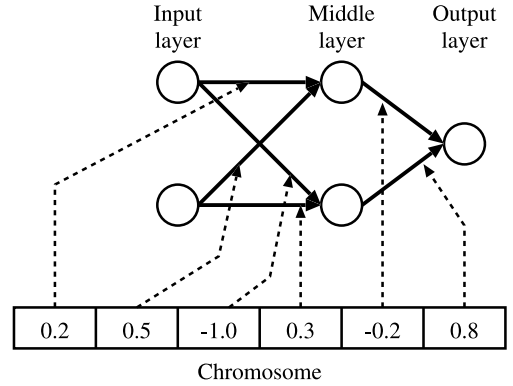 Input layer
Middle layer
Output layer
0.2 0.5 -1.0 0.3 -0.2 0.8
Chromosome